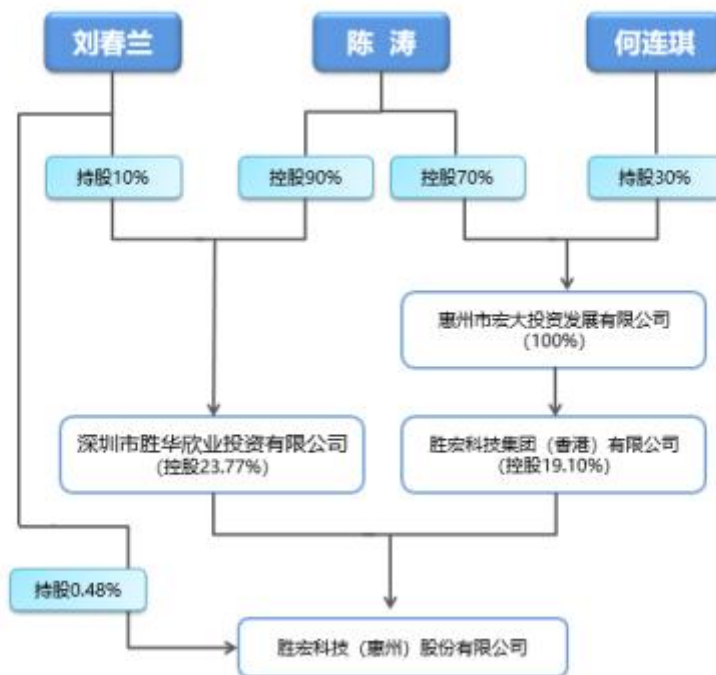 刘春兰
陈 涛
何连琪
持股10%
控股90%
控股70%
持股30%
惠州市宏大投资发展有限公司
(100%)
深圳市胜华欣业投资有限公司
(控股23.77%)
胜宏科技集团（香港）有限公司
(控股19.10%)
持股0.48%
胜宏科技（惠州）股份有限公司